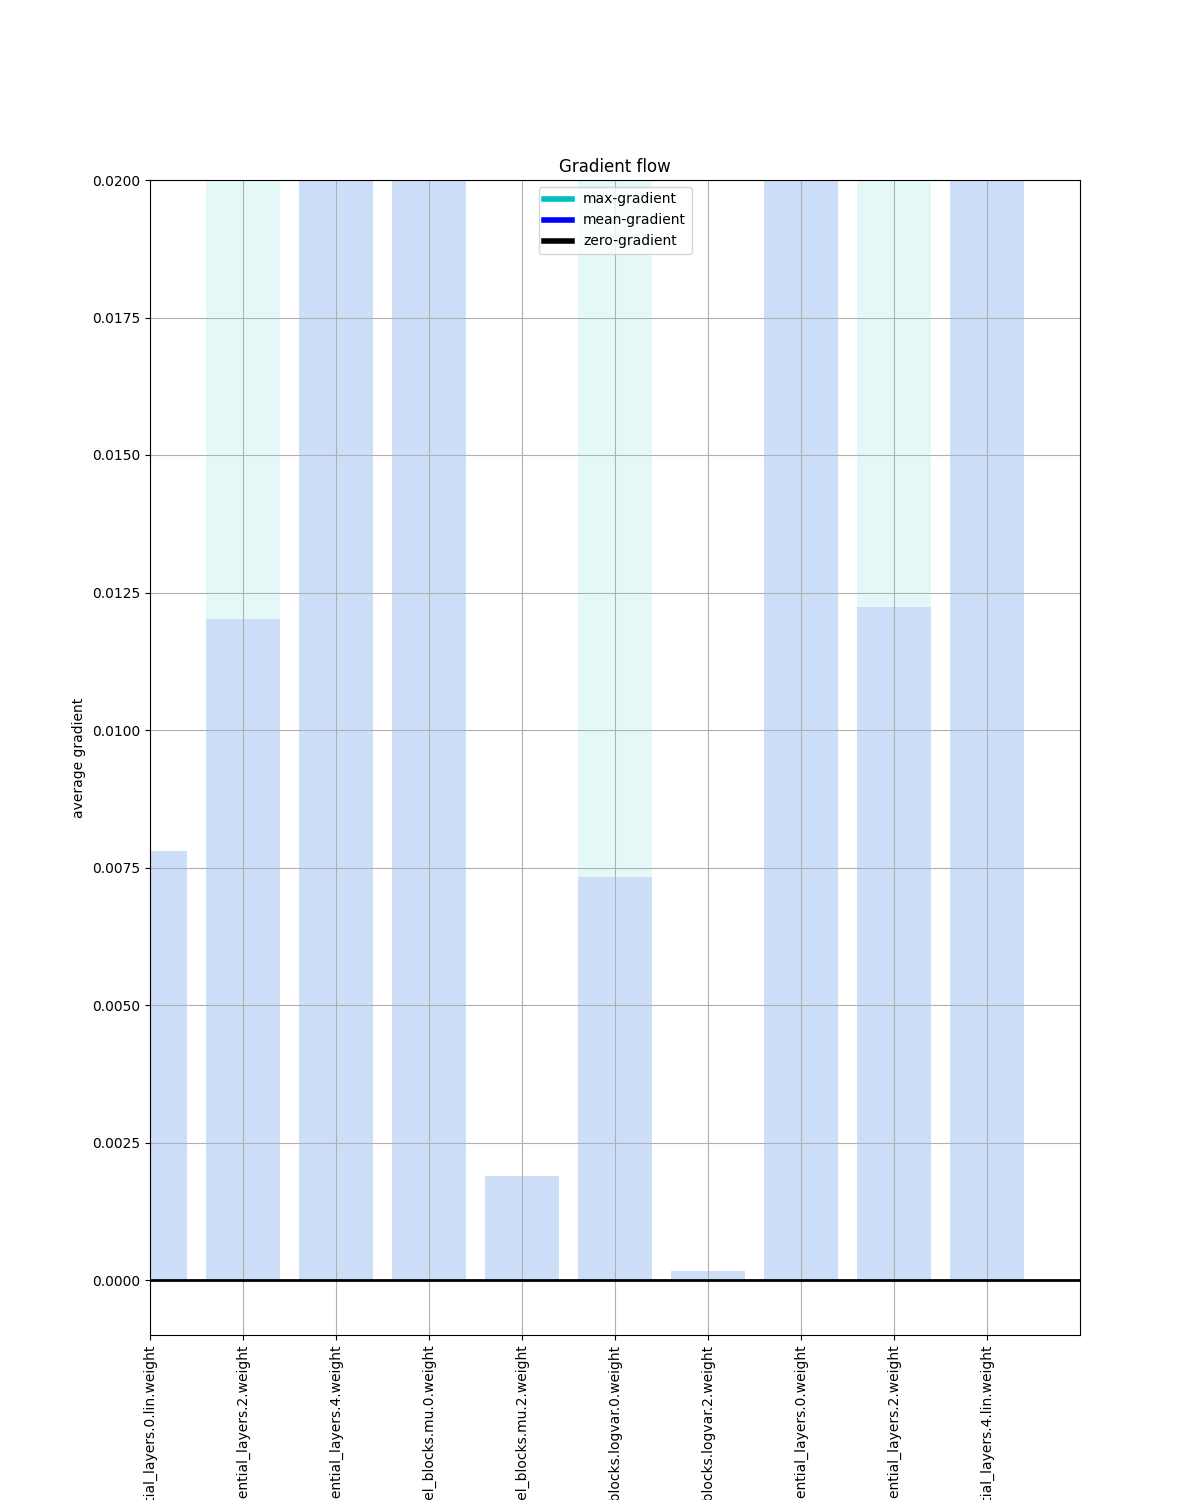 Gradient flow
max-gradient
mean-gradient
zero-gradient
0.0200
0.0175
0.0150
0.0125
0.0100
0.0075
0.0050
0.0025
0.0000
average gradient
tial_layers.0.lin.weight
ential_layers.2.weight
ential_layers.4.weight
el_blocks.mu.0.weight
el_blocks.mu.2.weight
blocks.logvar.0.weight
blocks.logvar.2.weight
ential_layers.0.weight
ential_layers.2.weight
tial_layers.4.lin.weight